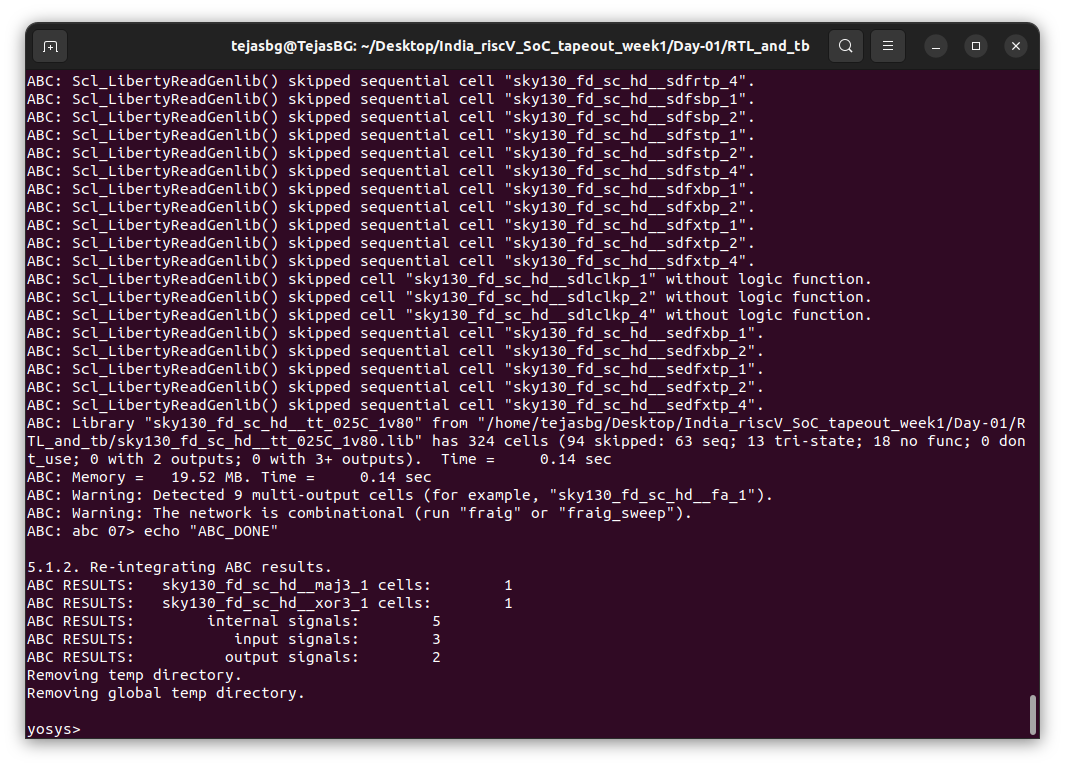 tejasbg@TejasBG: ~/Desktop/India_riscV_SoC_tapeout_week1/Day-01/RTL_and_tb
ABC: Scl_LibertyReadGenlib() skipped sequential cell "sky130_fd_sc_hd__sdfrtp_4".
ABC: Scl_LibertyReadGenlib() skipped sequential cell "sky130_fd_sc_hd__sdfsbp_1".
ABC: Scl_LibertyReadGenlib() skipped sequential cell "sky130_fd_sc_hd__sdfsbp_2".
ABC: Scl_LibertyReadGenlib() skipped sequential cell "sky130_fd_sc_hd__sdfstp_1".
ABC: Scl_LibertyReadGenlib() skipped sequential cell "sky130_fd_sc_hd__sdfstp_2".
ABC: Scl_LibertyReadGenlib() skipped sequential cell "sky130_fd_sc_hd__sdfstp_4".
ABC: Scl_LibertyReadGenlib() skipped sequential cell "sky130_fd_sc_hd__sdfxbp_1".
ABC: Scl_LibertyReadGenlib() skipped sequential cell "sky130_fd_sc_hd__sdfxbp_2".
ABC: Scl_LibertyReadGenlib() skipped sequential cell "sky130_fd_sc_hd__sdfxtp_1".
ABC: Scl_LibertyReadGenlib() skipped sequential cell "sky130_fd_sc_hd__sdfxtp_2".
ABC: Scl_LibertyReadGenlib() skipped sequential cell "sky130_fd_sc_hd__sdfxtp_4".
ABC: Scl_LibertyReadGenlib() skipped cell "sky130_fd_sc_hd__sdlclkp_1" without logic function.
ABC: Scl_LibertyReadGenlib() skipped cell "sky130_fd_sc_hd__sdlclkp_2" without logic function.
ABC: Scl_LibertyReadGenlib() skipped cell "sky130_fd_sc_hd__sdlclkp_4" without logic function.
ABC: Scl_LibertyReadGenlib() skipped sequential cell "sky130_fd_sc_hd__sedfxbp_1".
ABC: Scl_LibertyReadGenlib() skipped sequential cell "sky130_fd_sc_hd__sedfxbp_2".
ABC: Scl_LibertyReadGenlib() skipped sequential cell "sky130_fd_sc_hd__sedfxtp_1".
ABC: Scl_LibertyReadGenlib() skipped sequential cell "sky130_fd_sc_hd__sedfxtp_2".
ABC: Scl_LibertyReadGenlib() skipped sequential cell "sky130_fd_sc_hd__sedfxtp_4".
ABC: Library "sky130_fd_sc_hd__tt_025C_1v80" from "/home/tejasbg/Desktop/India_riscV_SoC_tapeout_week1/Day-01/R
TL_and_tb/sky130_fd_sc_hd__tt_025C_1v80.lib" has 324 cells (94 skipped: 63 seq; 13 tri-state; 18 no func; 0 don
t_use; 0 with 2 outputs; 0 with 3+ outputs).  Time =     0.14 sec
ABC: Memory =   19.52 MB. Time =     0.14 sec
ABC: Warning: Detected 9 multi-output cells (for example, "sky130_fd_sc_hd__fa_1").
ABC: Warning: The network is combinational (run "fraig" or "fraig_sweep").
ABC: abc 07> echo "ABC_DONE"
5.1.2. Re-integrating ABC results.
ABC RESULTS:   sky130_fd_sc_hd__maj3_1 cells:        1
ABC RESULTS:   sky130_fd_sc_hd__xor3_1 cells:        1
ABC RESULTS:        internal signals:        5
ABC RESULTS:           input signals:        3
ABC RESULTS:          output signals:        2
Removing temp directory.
Removing global temp directory.
yosys>